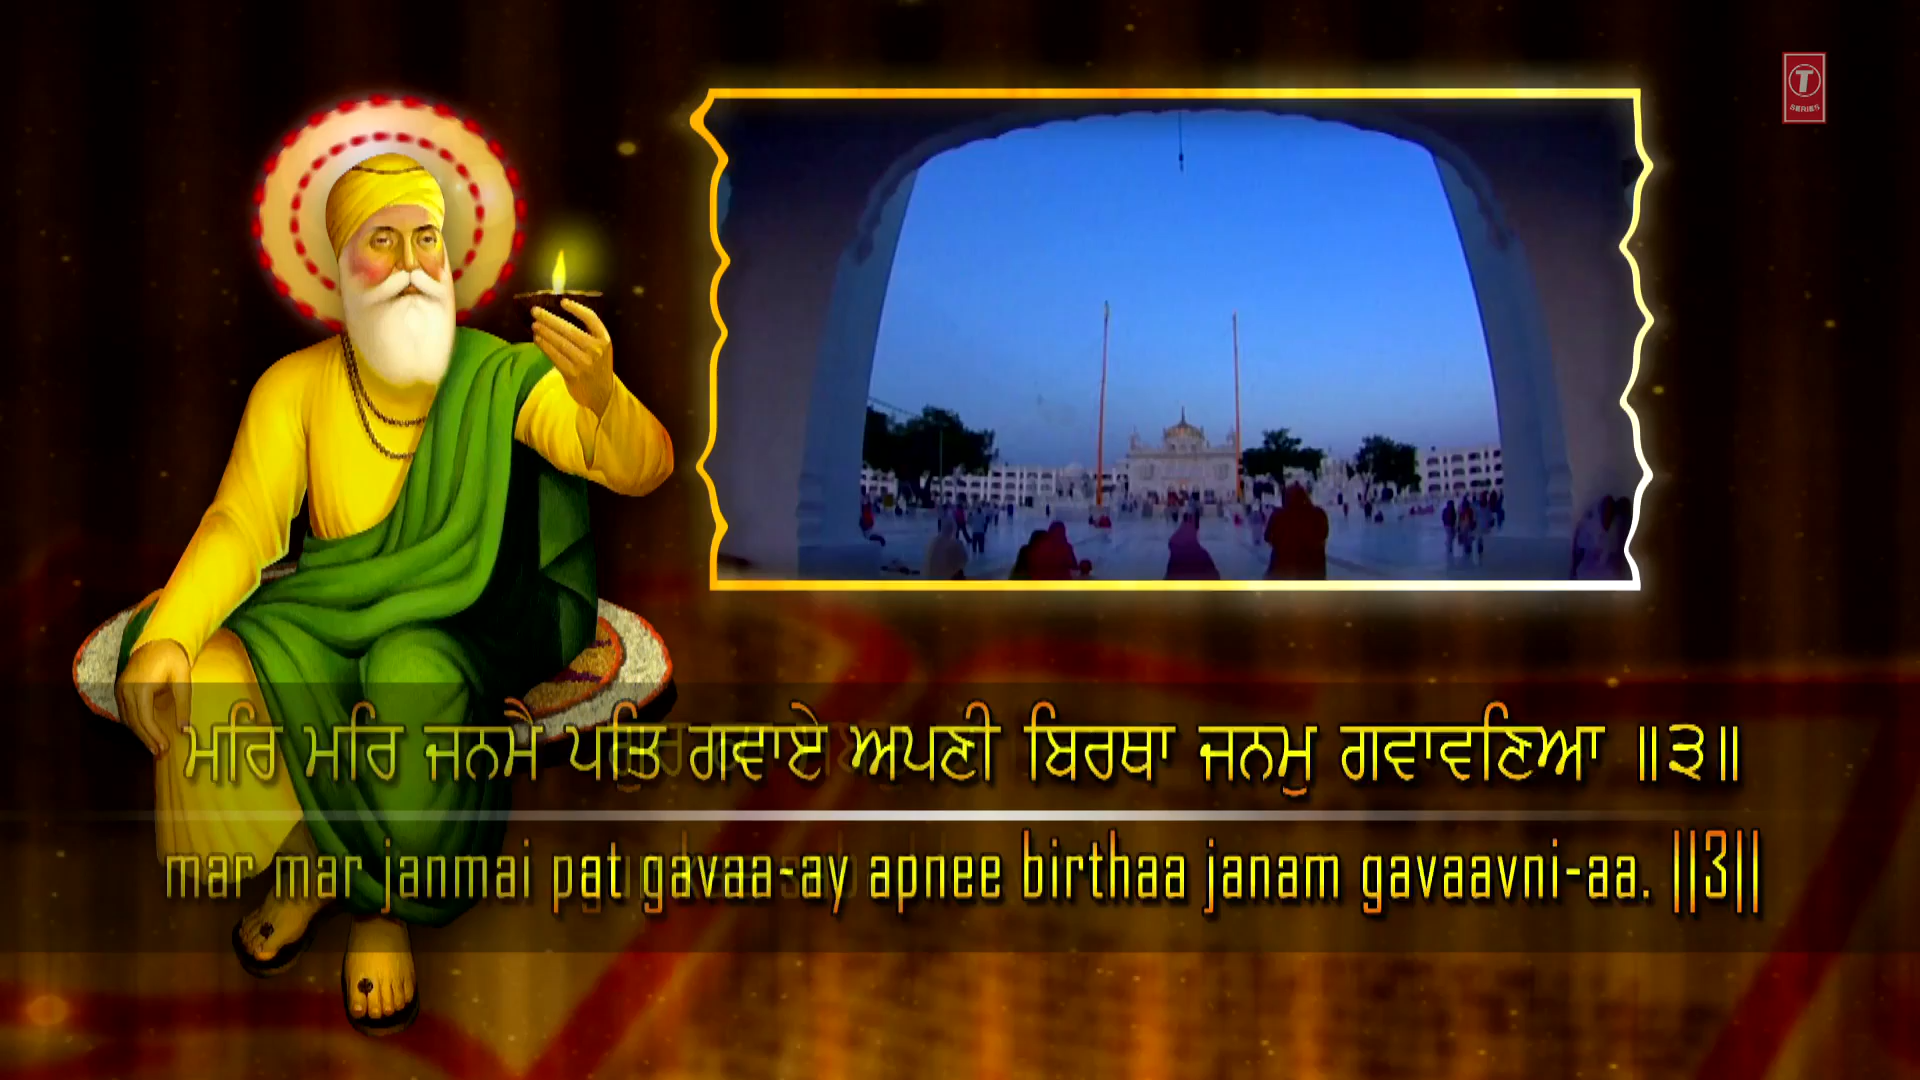 T
SERIES
ਮਰਿ ਮਰਿ ਜਨਮੈ ਪਤਿ ਗਵਾਏ ਅਪਣੀ ਬਿਰਥਾ ਜਨਮੁ ਗਵਾਵਣਿਆ ॥੩॥
mar mar janmai pat gavaa-ay apnee birthaa janam gavaavni-aa. ||3||